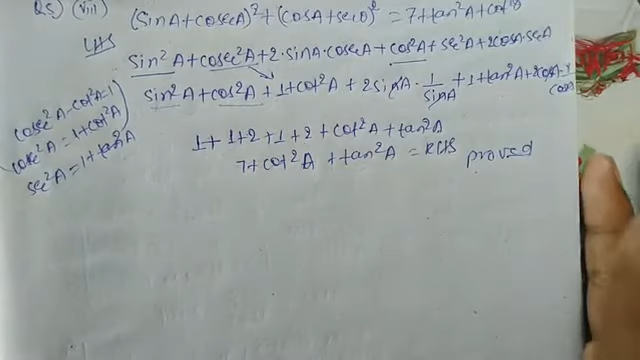 Q5) (viii) (sinA+cosecA)²+(cosA+secA)² = 7+tan²A+cot²A
LHS
sin²A+cosec²A+2·sinA·cosecA+cos²A+sec²A+2cosA·secA
sin²A+cos²A+1+cot²A+2sinA·1/sinA+1+tan²A+2cosA·1/cosA
cosec²A-cot²A=1
cosec²A=1+cot²A
sec²A=1+tan²A
1+1+2+1+2+cot²A+tan²A
7+cot²A+tan²A=RHS
proved